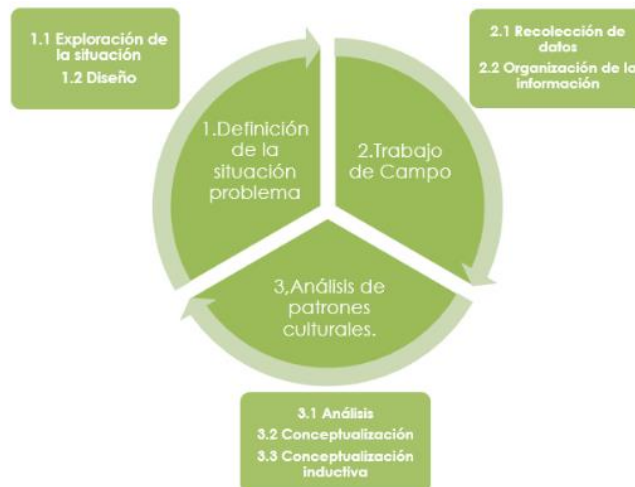 1.1 Exploración de
la situación
1.2 Diseño
2.1 Recolección de
datos
2.2 Organización de la
información
1.Definición
de la
situación
problema
2.Trabajo
de Campo
3,Análisis de
patrones
culturales.
3.1 Análisis
3.2 Conceptualización
3.3 Conceptualización
inductiva